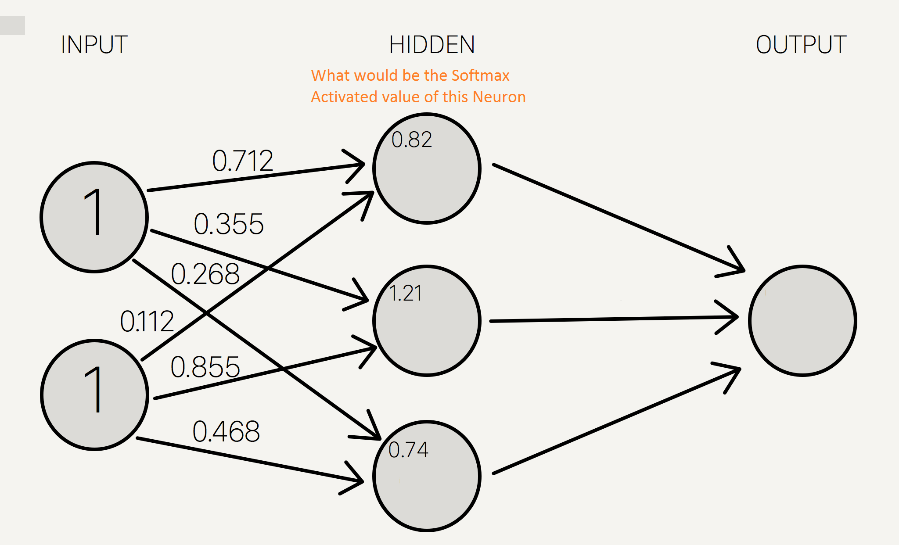 INPUT
HIDDEN
OUTPUT
What would be the Softmax
Activated value of this Neuron
0.82
0.712
1
0.355
0.268
1.21
0.112
0.855
1
0.468
0.74